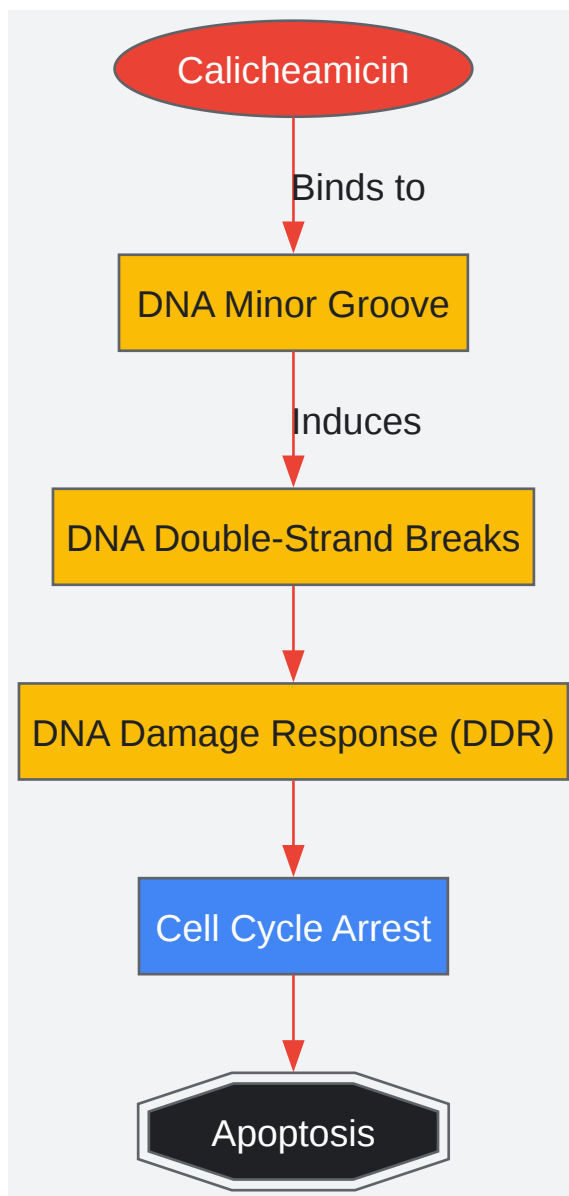 Calicheamicin
Binds to
DNA Minor Groove
Induces
DNA Double-Strand Breaks
DNA Damage Response (DDR)
Cell Cycle Arrest
Apoptosis